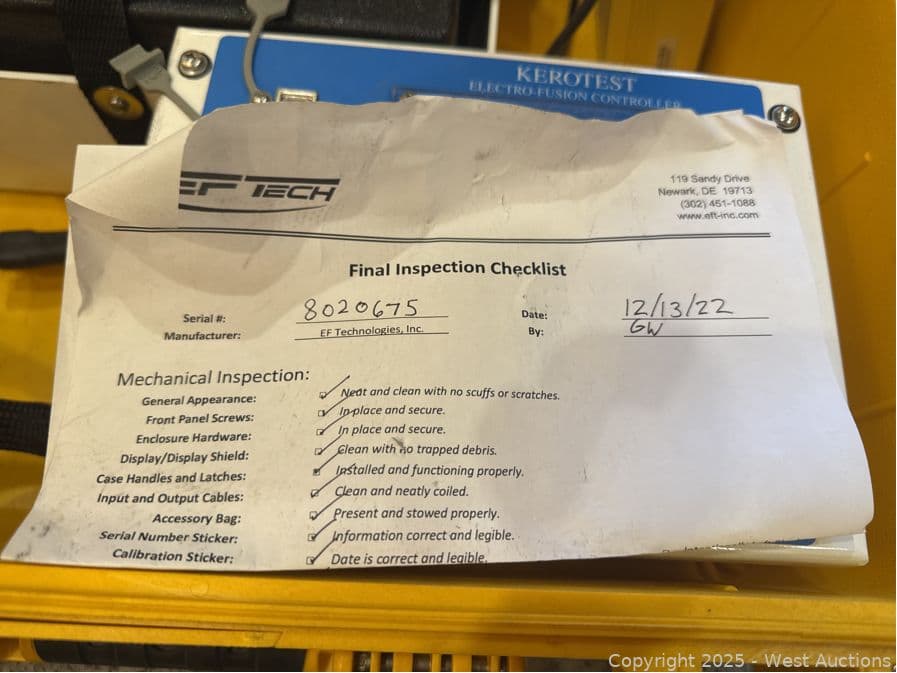 KEROTEST
ELECTRO-FUSION CONTROLLER
EF TECH
119 Sandy Drive
Newark, DE 19713
(302) 451-1088
www.eft-inc.com
Final Inspection Checklist
Serial #: 8020675 Date: 12/13/22
Manufacturer: EF Technologies, Inc. By: GW
Mechanical Inspection:
General Appearance: Neat and clean with no scuffs or scratches.
Front Panel Screws: In place and secure.
Enclosure Hardware: In place and secure.
Display/Display Shield: Clean with no trapped debris.
Case Handles and Latches: Installed and functioning properly.
Input and Output Cables: Clean and neatly coiled.
Accessory Bag: Present and stowed properly.
Serial Number Sticker: Information correct and legible.
Calibration Sticker: Date is correct and legible.
Copyright 2025 - West Auctions,